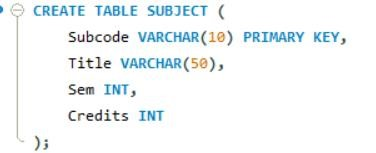 CREATE TABLE SUBJECT (
Subcode VARCHAR(10) PRIMARY KEY,
Title VARCHAR(50),
Sem INT,
Credits INT
);